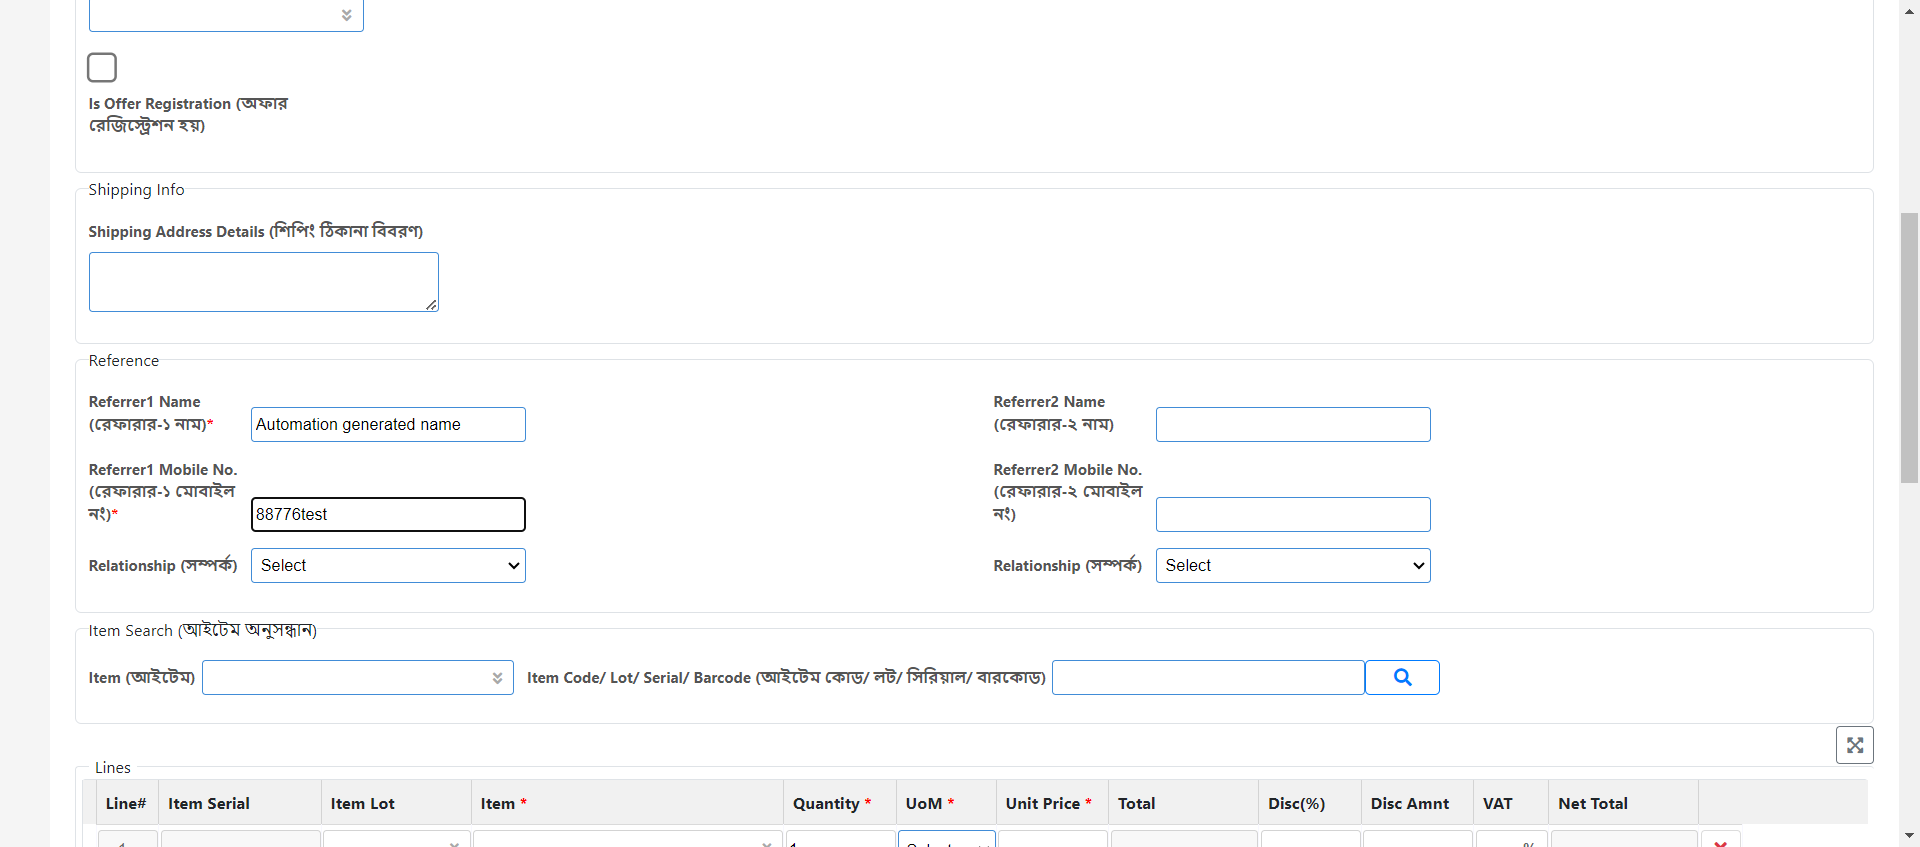 Is Offer Registration (অফার
রেজিস্ট্রেশন হয়)
Shipping Info
Shipping Address Details (শিপিং ঠিকানা বিবরণ)
Reference
Referrer1 Name
(রেফারার-১ নাম)*
Automation generated name
Referrer2 Name
(রেফারার-২ নাম)
Referrer1 Mobile No.
(রেফারার-১ মোবাইল
নং)*
88776test
Referrer2 Mobile No.
(রেফারার-২ মোবাইল
নং)
Relationship (সম্পর্ক) Select
Relationship (সম্পর্ক) Select
Item Search (আইটেম অনুসন্ধান)
Item (আইটেম)
Item Code/ Lot/ Serial/ Barcode (আইটেম কোড/ লট/ সিরিয়াল/ বারকোড)
Lines
Line# Item Serial Item Lot Item * Quantity * UoM * Unit Price * Total Disc(%) Disc Amnt VAT Net Total